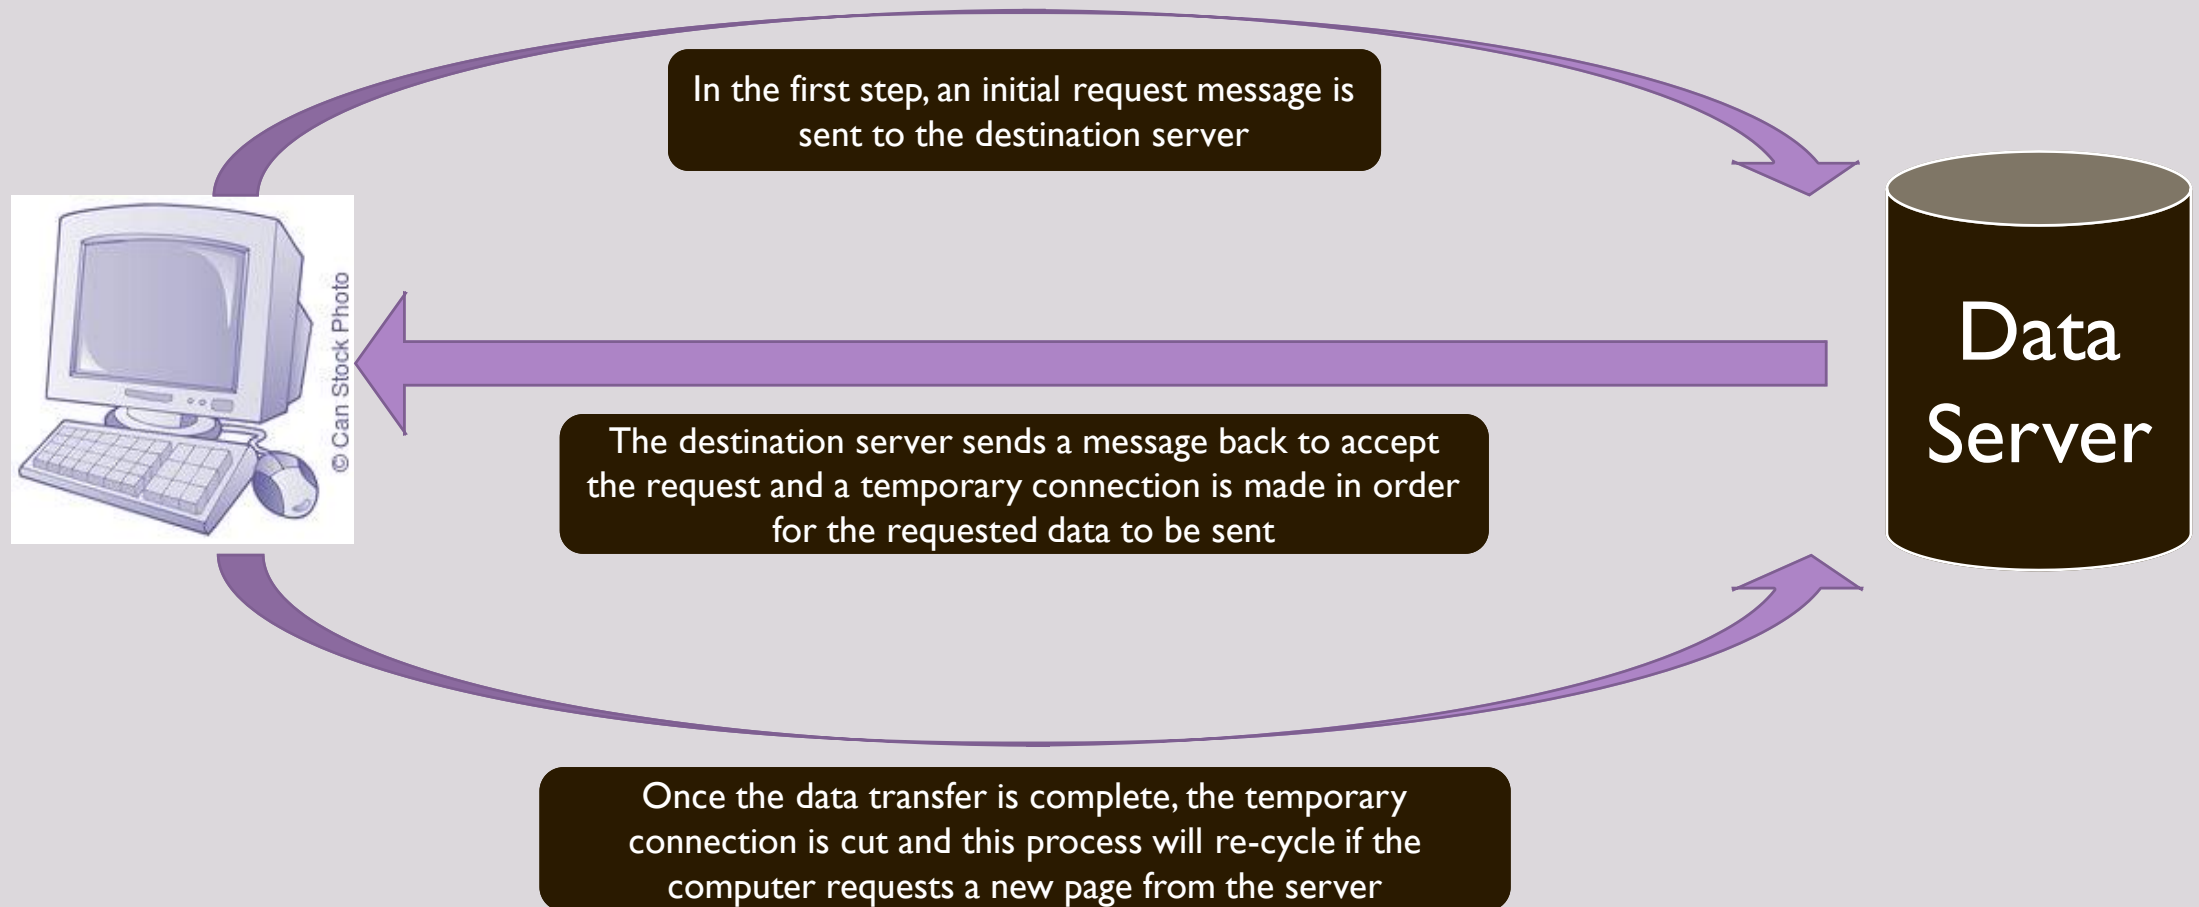 In the first step, an initial request message is
sent to the destination server
© Can Stock Photo
Data
Server
The destination server sends a message back to accept
the request and a temporary connection is made in order
for the requested data to be sent
Once the data transfer is complete, the temporary
connection is cut and this process will re-cycle if the
computer requests a new page from the server